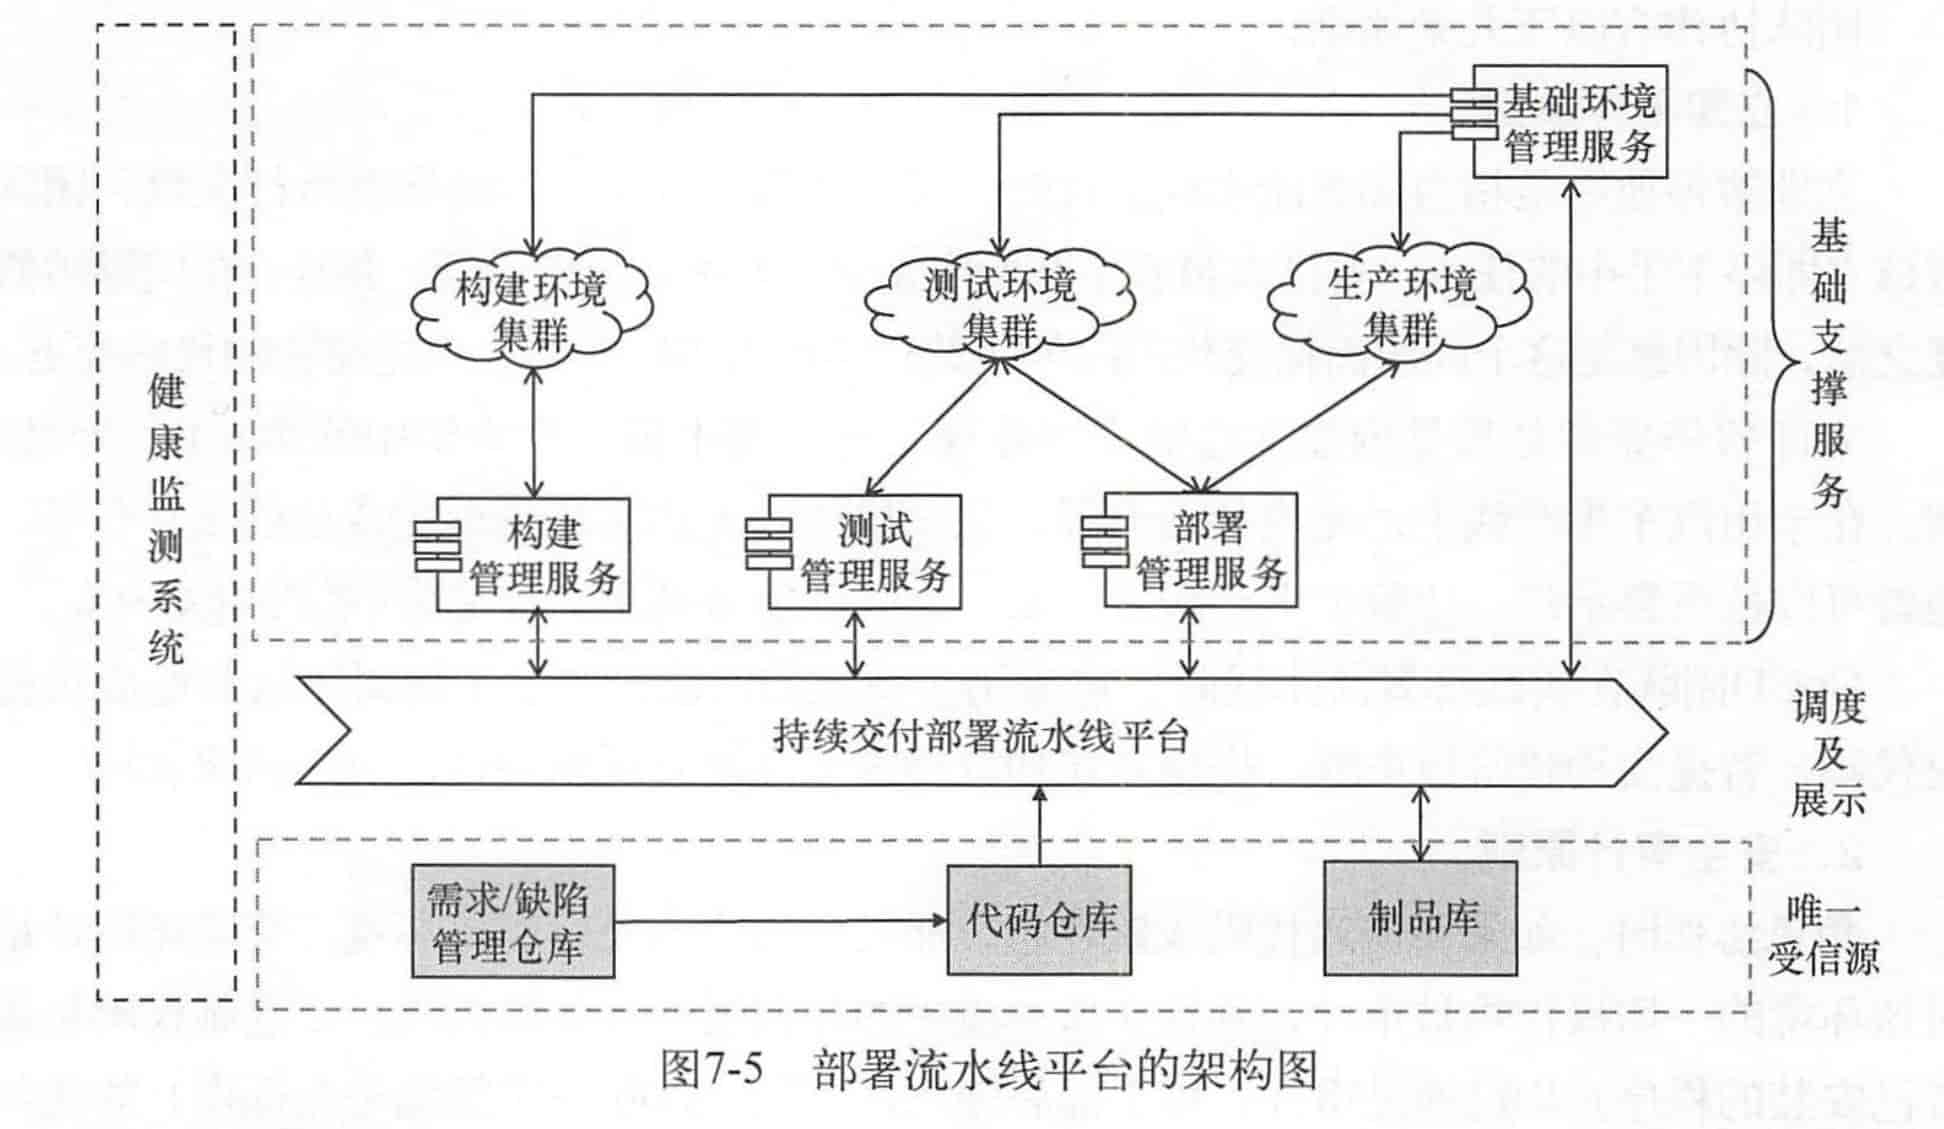 基础环境
管理服务
构建环境
集群
测试环境
集群
生产环境
集群
构建
管理服务
测试
管理服务
部署
管理服务
基础支撑服务
健康监测系统
持续交付部署流水线平台
调度
及
展示
需求/缺陷
管理仓库
代码仓库
制品库
唯一
受信源
图7-5 部署流水线平台的架构图